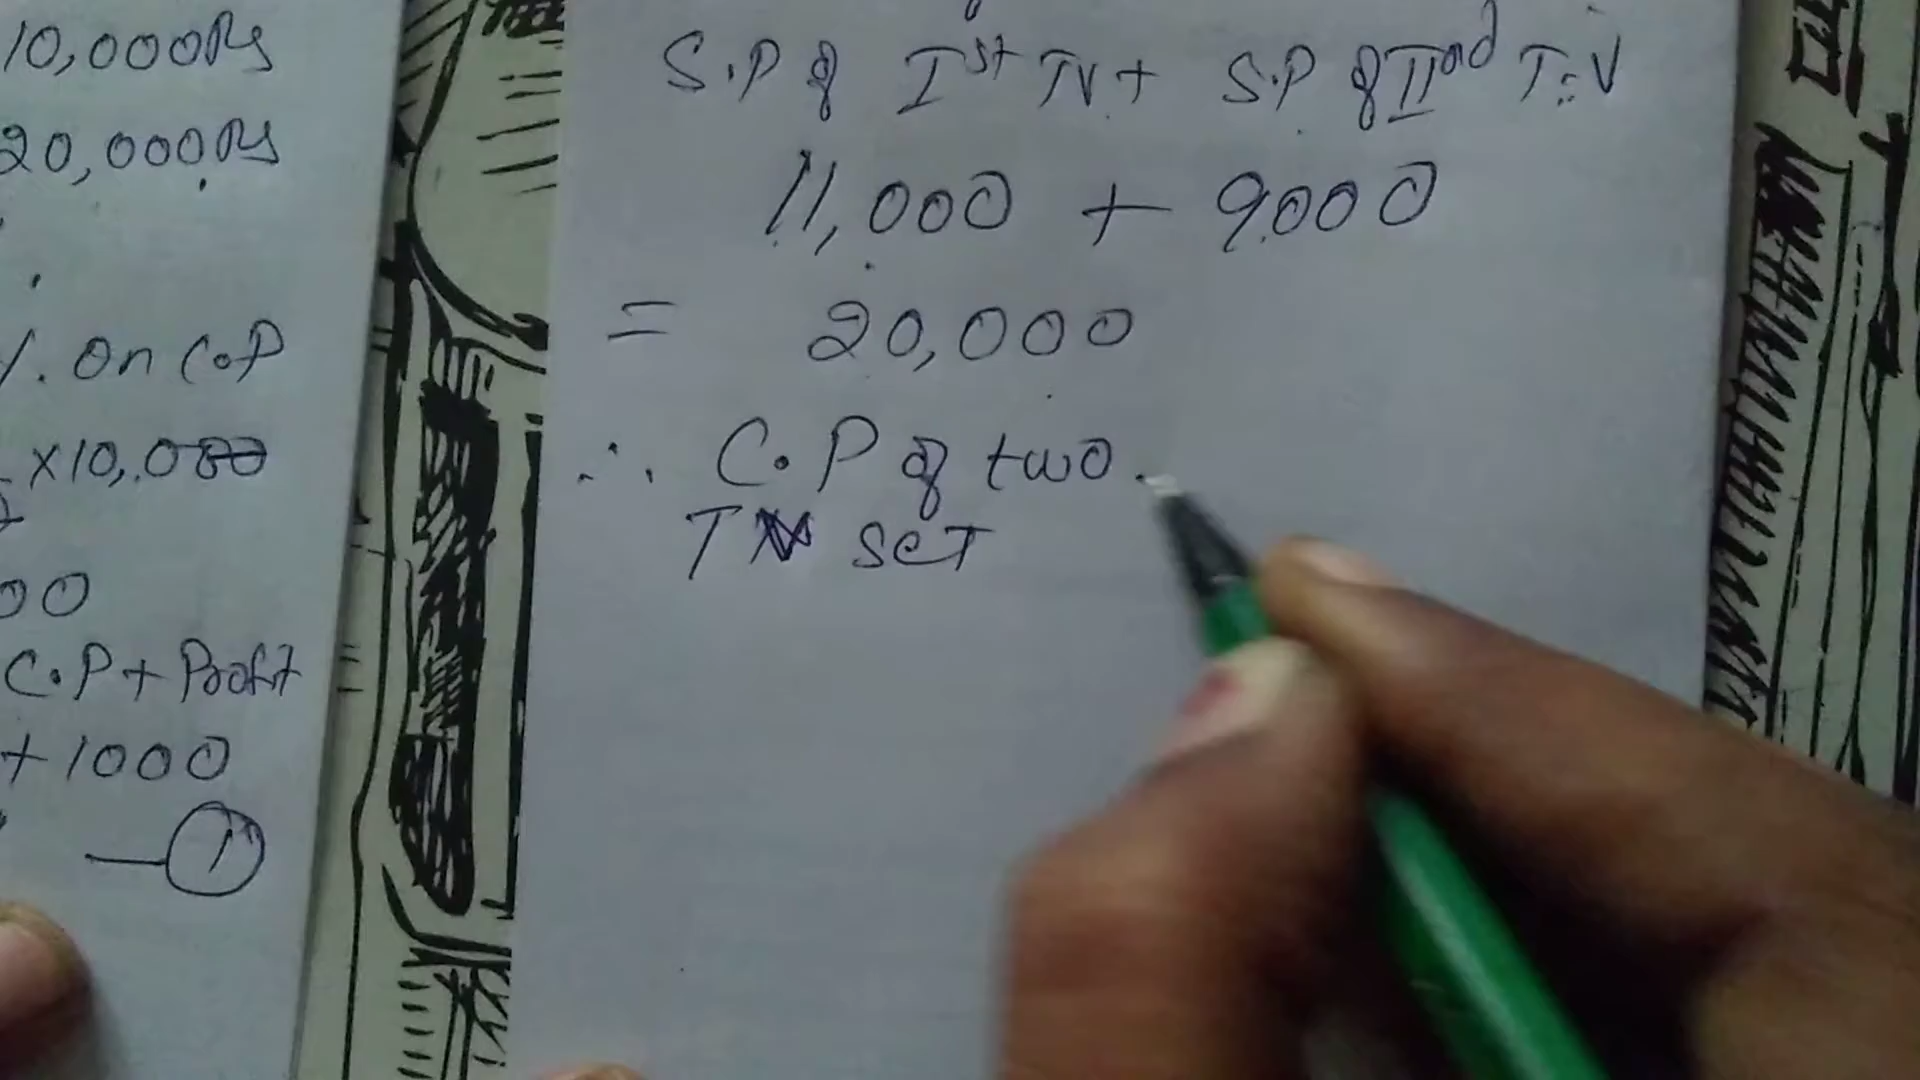 10,000Rs
20,000Rs
%. On C.P
×10,000
00
C.P + Profit
+ 1000
1
S.P of Ist TV + S.P of IInd T.V
11,000 + 9000
= 20,000
∴ C.P of two
TV SET
=